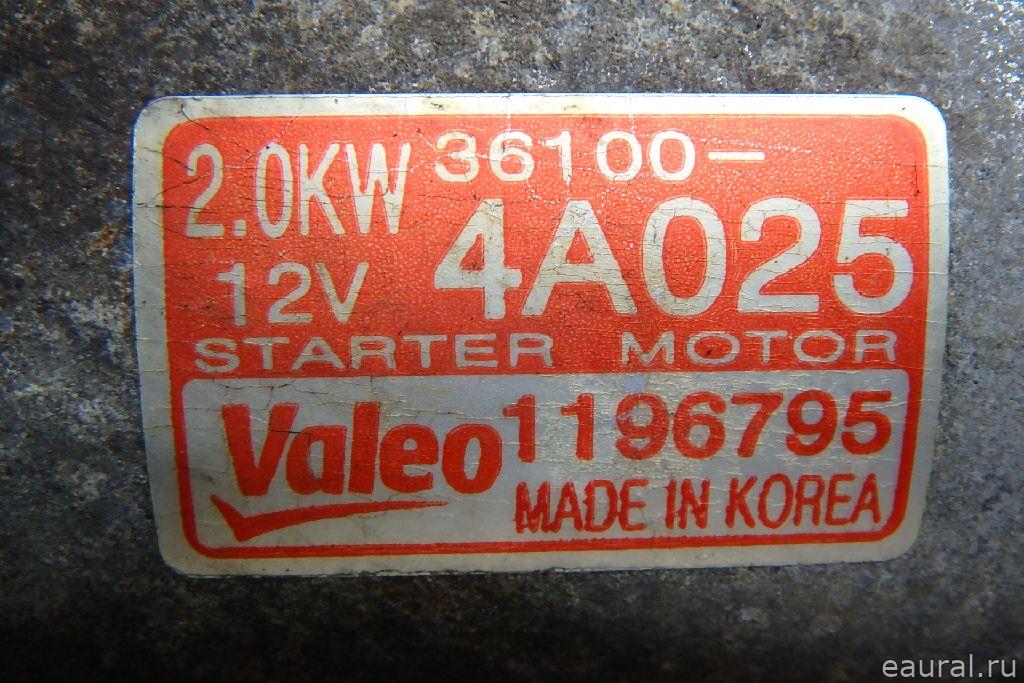 2.0KW 36100-
12V 4A025
STARTER MOTOR
Valeo 1196795
MADE IN KOREA
eaural.ru